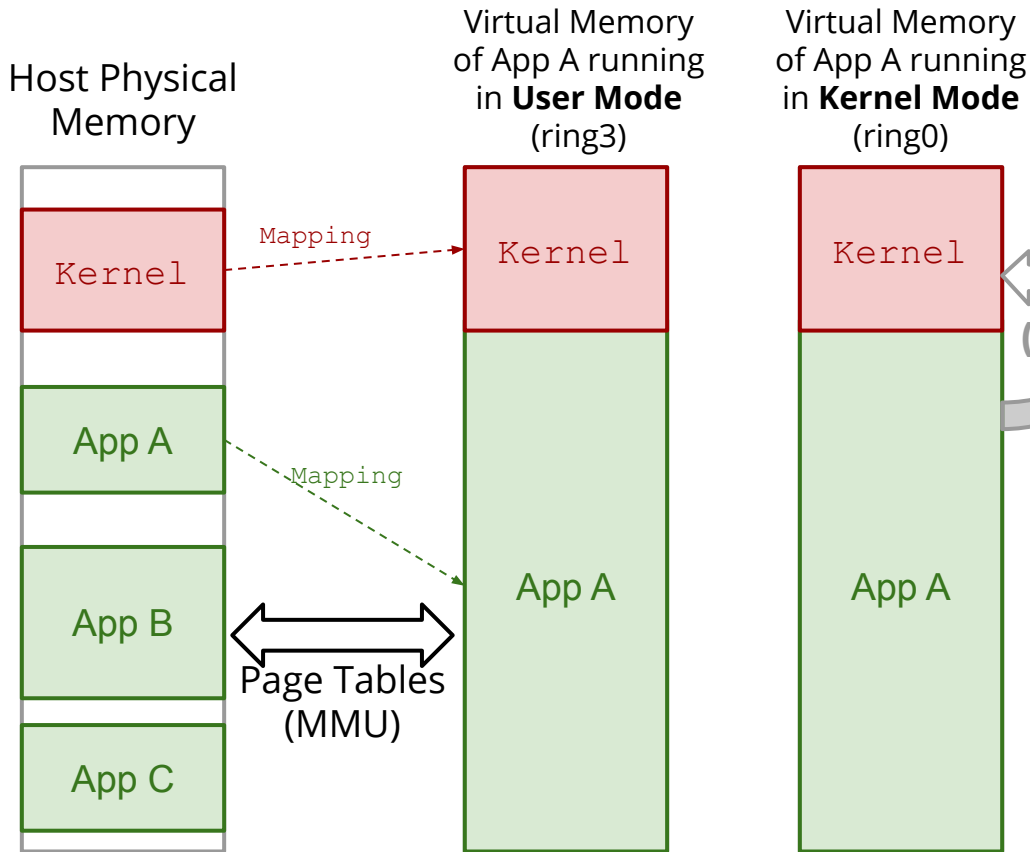 Host Physical
Memory
Virtual Memory
of App A running
in User Mode
(ring3)
Virtual Memory
of App A running
in Kernel Mode
(ring0)
Kernel
Mapping
Kernel
Kernel
App A
Mapping
App B
App A
App A
Page Tables
(MMU)
App C